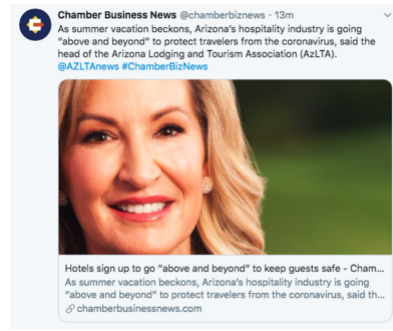 Chamber Business News @chamberbiznews · 13m
As summer vacation beckons, Arizona's hospitality industry is going
"above and beyond" to protect travelers from the coronavirus, said the
head of the Arizona Lodging and Tourism Association (AzLTA).
@AZLTAnews #ChamberBizNews
Hotels sign up to go "above and beyond" to keep guests safe - Cham...
As summer vacation beckons, Arizona's hospitality industry is going
"above and beyond" to protect travelers from the coronavirus, said th...
chamberbusinessnews.com